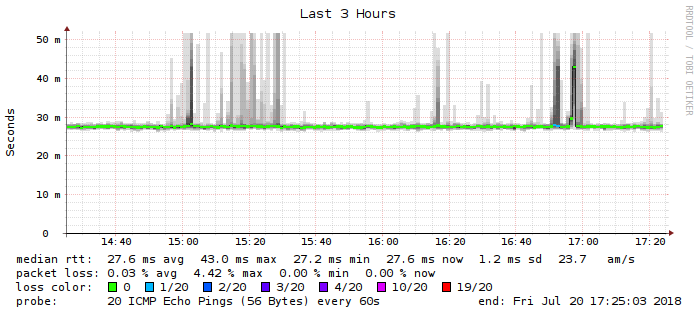 Last 3 Hours
RRDTOOL / TOBI OETIKER
Seconds
50 m
40 m
30 m
20 m
10 m
0
14:40 15:00 15:20 15:40 16:00 16:20 16:40 17:00 17:20
median rtt: 27.6 ms avg 43.0 ms max 27.2 ms min 27.6 ms now 1.2 ms sd 23.7 am/s
packet loss: 0.03 % avg 4.42 % max 0.00 % min 0.00 % now
loss color: 0 1/20 2/20 3/20 4/20 10/20 19/20
probe: 20 ICMP Echo Pings (56 Bytes) every 60s end: Fri Jul 20 17:25:03 2018